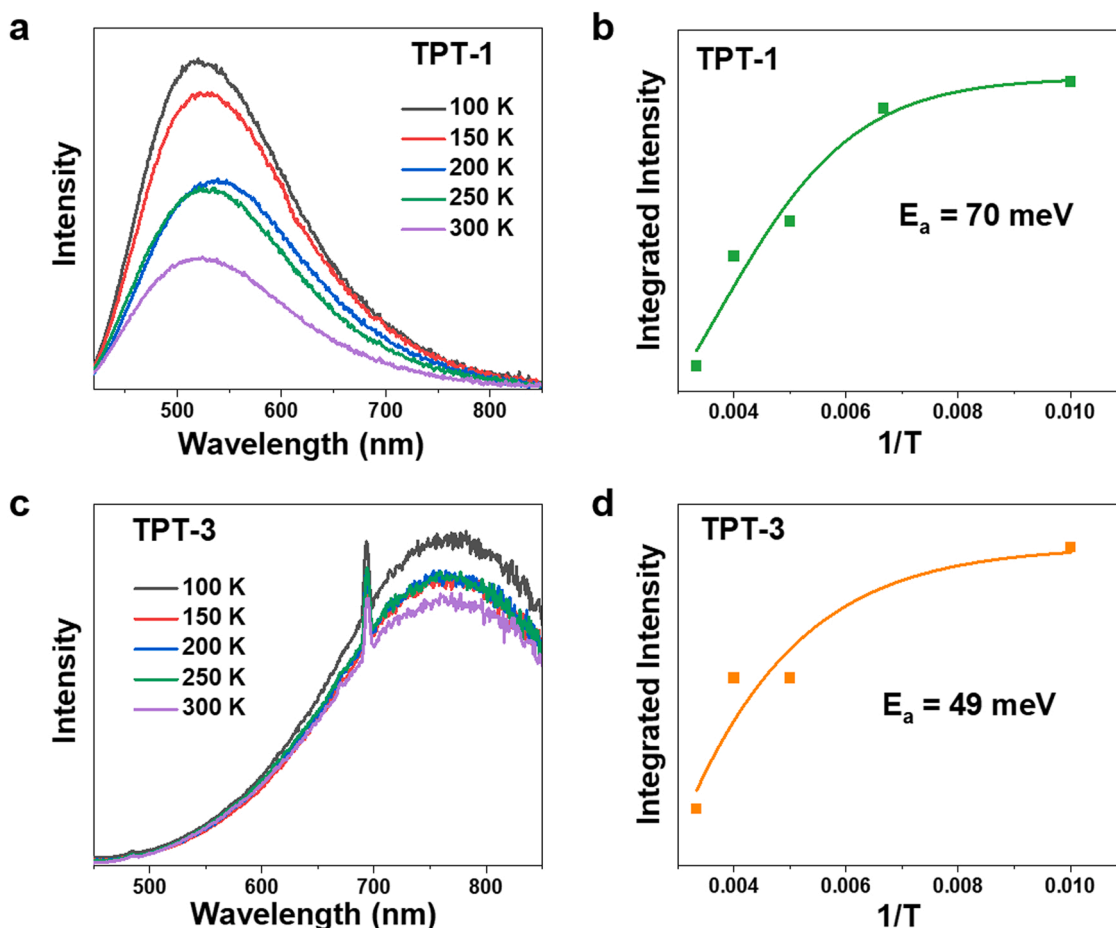 a
TPT-1
100 K
150 K
200 K
250 K
300 K
Intensity
500
600
700
800
Wavelength (nm)
b
TPT-1
E_a = 70 meV
Integrated Intensity
0.004
0.006
0.008
0.010
1/T
c
TPT-3
100 K
150 K
200 K
250 K
300 K
Intensity
500
600
700
800
Wavelength (nm)
d
TPT-3
E_a = 49 meV
Integrated Intensity
0.004
0.006
0.008
0.010
1/T